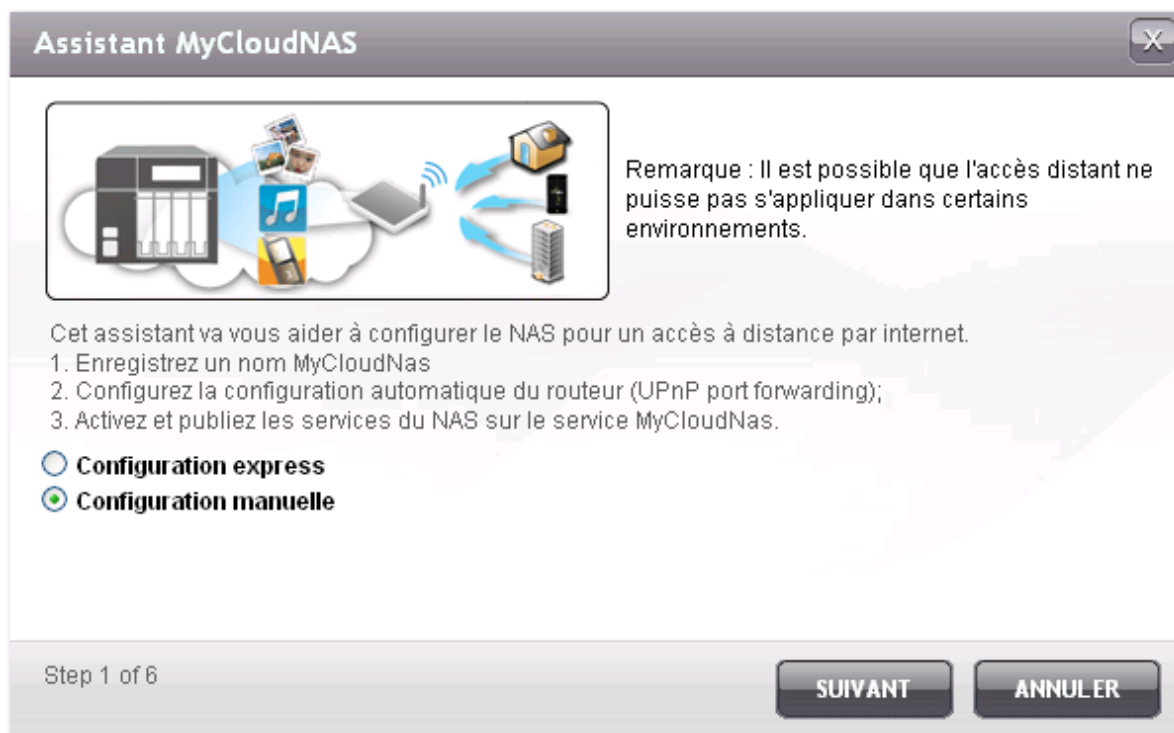 Assistant MyCloudNAS
X
Remarque : Il est possible que l'accès distant ne
puisse pas s'appliquer dans certains
environnements.
Cet assistant va vous aider à configurer le NAS pour un accès à distance par internet.
1. Enregistrez un nom MyCloudNas
2. Configurez la configuration automatique du routeur (UPnP port forwarding);
3. Activez et publiez les services du NAS sur le service MyCloudNas.
Configuration express
Configuration manuelle
Step 1 of 6
SUIVANT
ANNULER